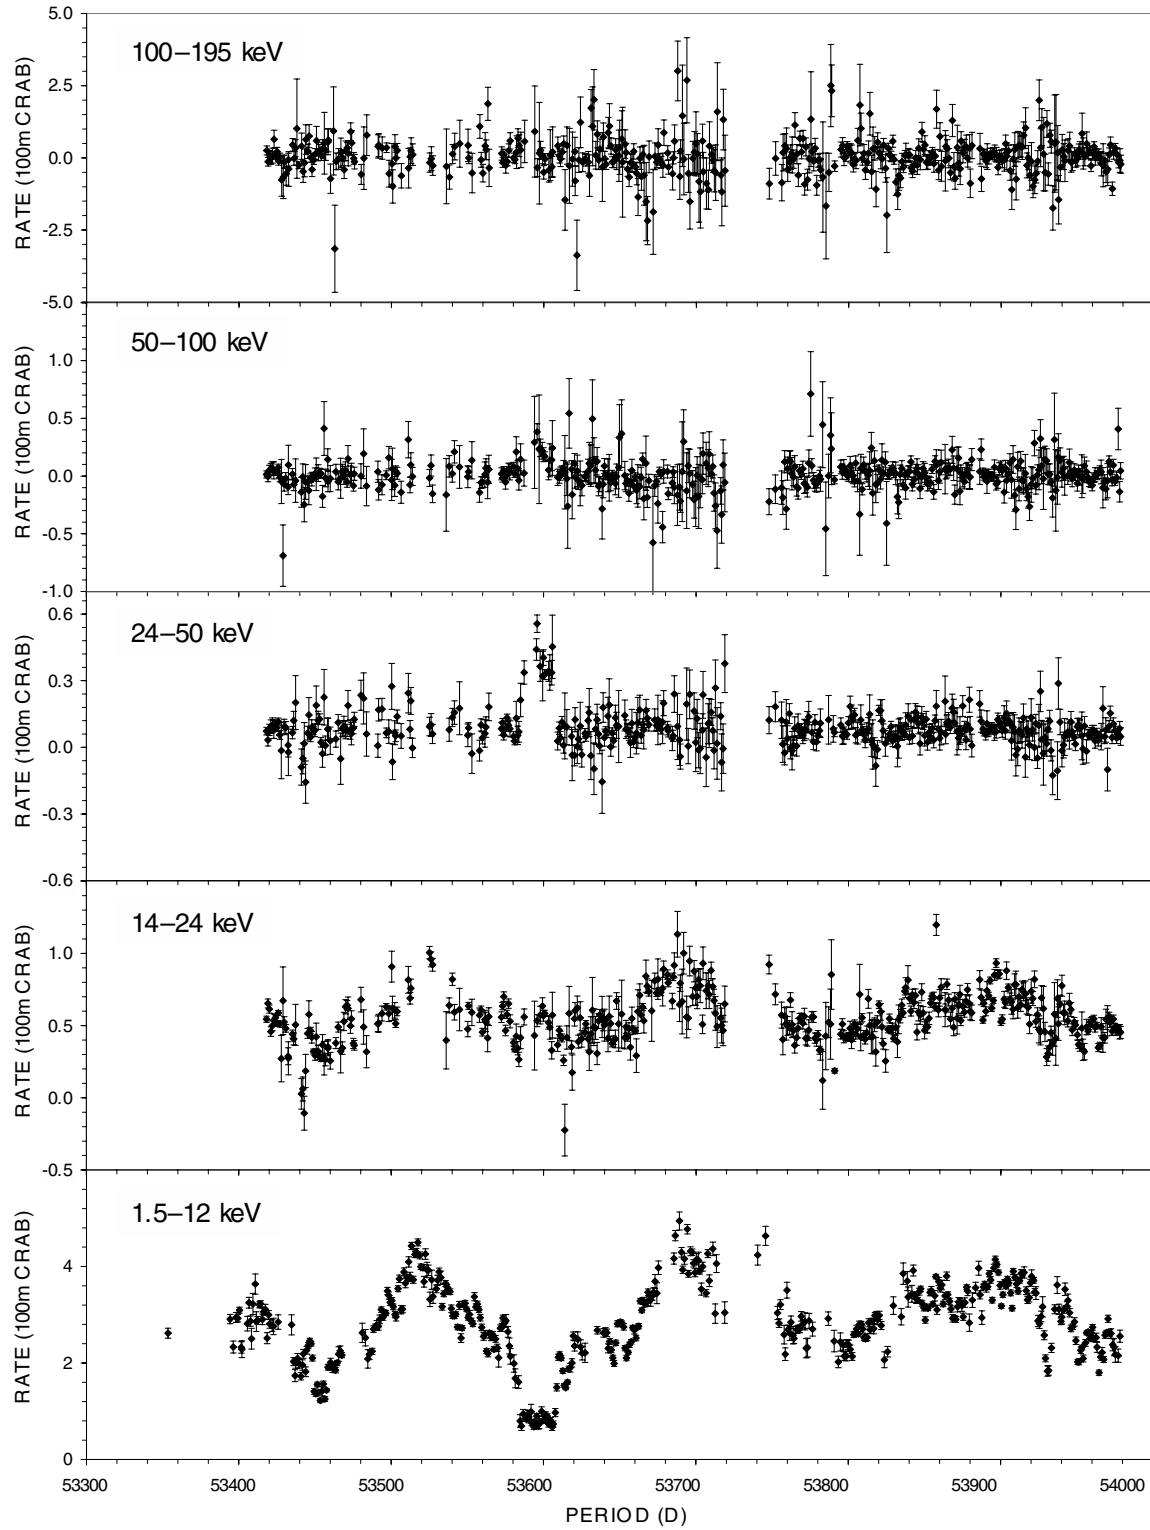 5.0
100–195 keV
2.5
0.0
-2.5
-5.0
RATE (100m CRAB)
50–100 keV
1.0
0.5
0.0
-0.5
-1.0
RATE (100m CRAB)
0.6
24–50 keV
0.3
0.0
-0.3
-0.6
RATE (100m CRAB)
14–24 keV
1.0
0.5
0.0
-0.5
RATE (100m CRAB)
1.5–12 keV
4
2
0
RATE (100m CRAB)
53300 53400 53500 53600 53700 53800 53900 54000
PERIOD (D)